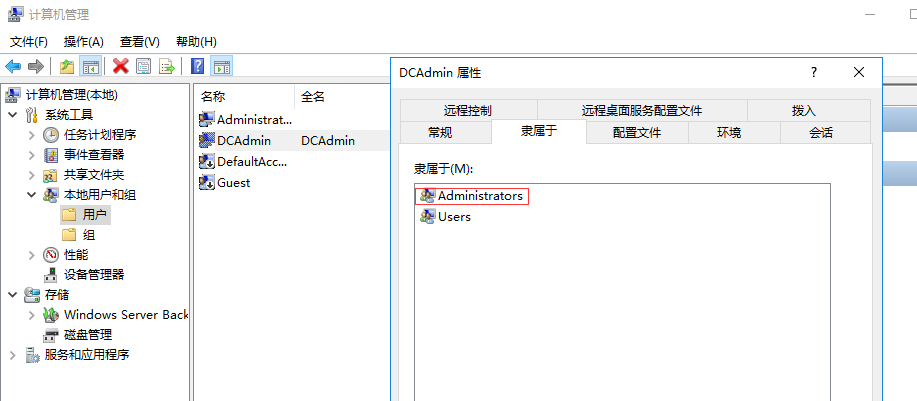 计算机管理
文件(F) 操作(A) 查看(V) 帮助(H)
计算机管理(本地)
系统工具
任务计划程序
事件查看器
共享文件夹
本地用户和组
用户
组
性能
设备管理器
存储
Windows Server Back
磁盘管理
服务和应用程序
名称 全名
Administrat...
DCAdmin DCAdmin
DefaultAcc...
Guest
DCAdmin 属性
远程控制 远程桌面服务配置文件 拨入
常规 隶属于 配置文件 环境 会话
隶属于(M):
Administrators
Users